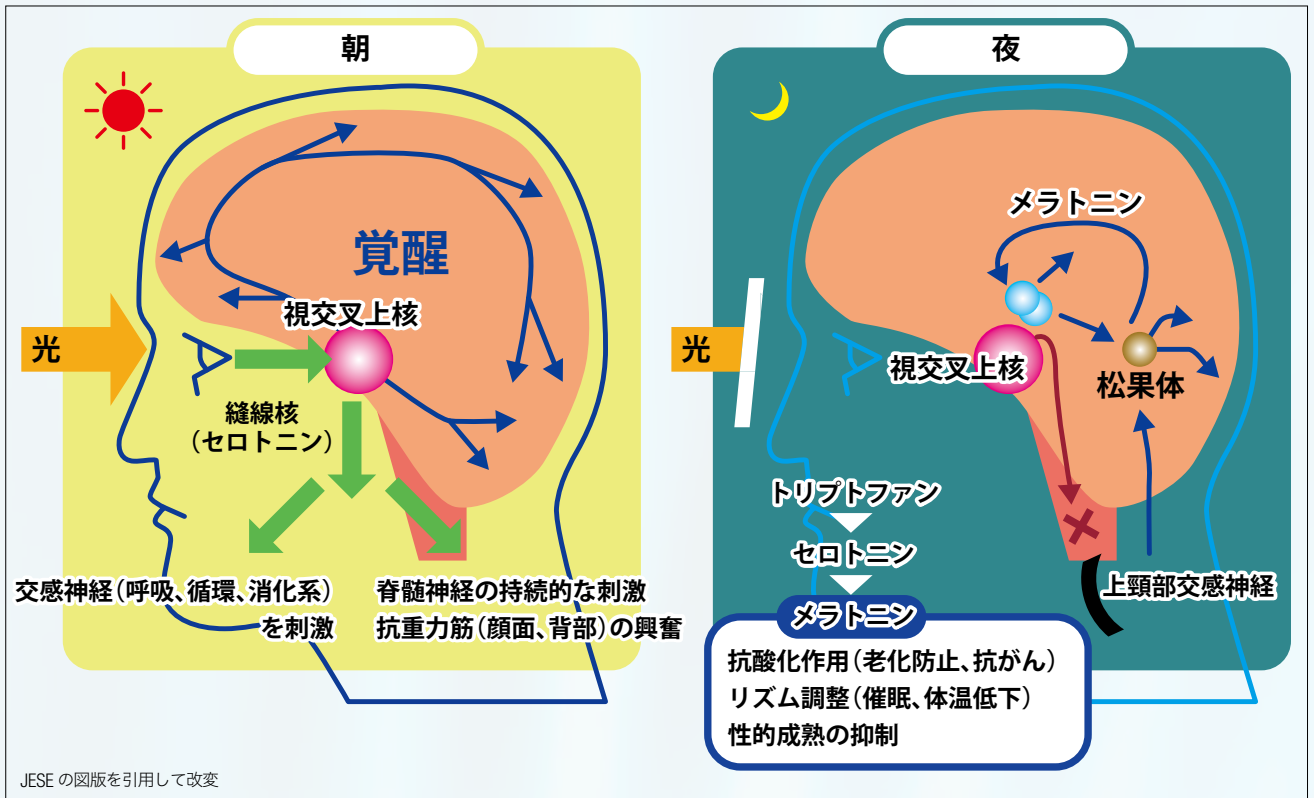 朝
覚醒
視交叉上核
光
縫線核
（セロトニン）
交感神経（呼吸、循環、消化系）
を刺激
脊髄神経の持続的な刺激
抗重力筋（顔面、背部）の興奮
夜
メラトニン
光
視交叉上核
松果体
トリプトファン
セロトニン
上頸部交感神経
メラトニン
抗酸化作用（老化防止、抗がん）
リズム調整（催眠、体温低下）
性的成熟の抑制
JESE の図版を引用して改変